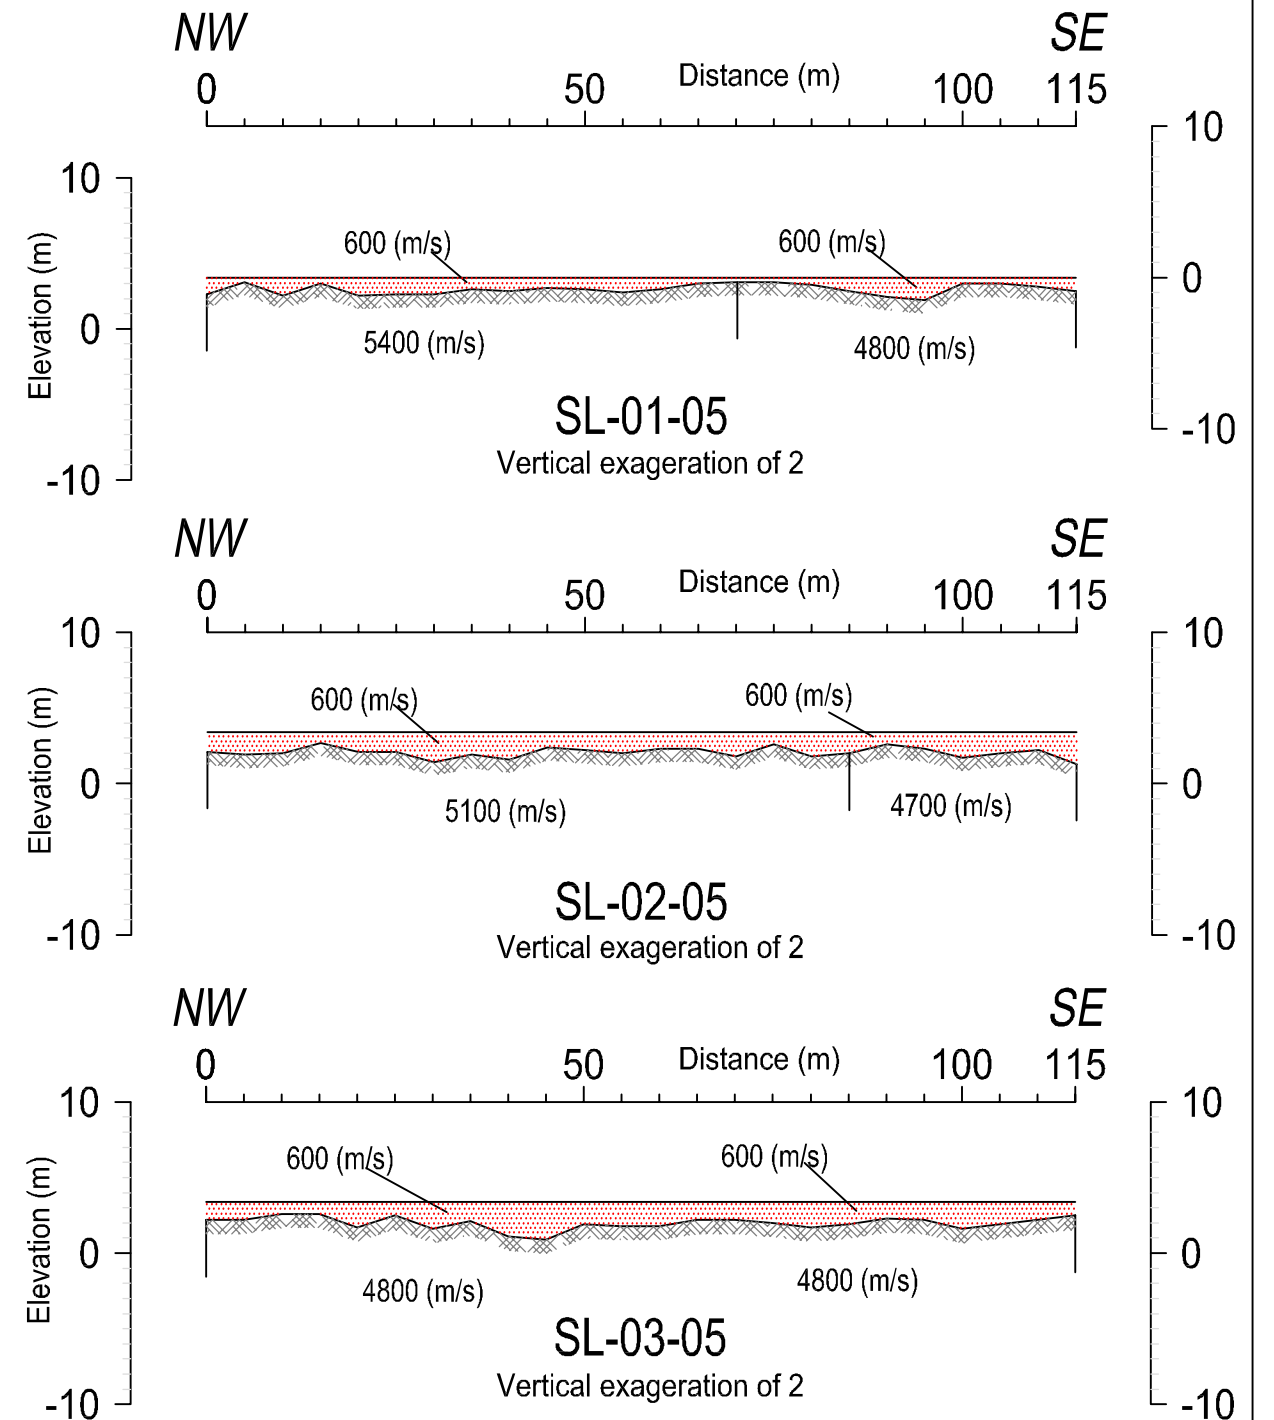 NW SE
Distance (m)
0 50 100 115
10 10
600 (m/s) 600 (m/s)
Elevation (m)
0 0
5400 (m/s) 4800 (m/s)
SL-01-05
-10 -10
Vertical exageration of 2
NW SE
Distance (m)
0 50 100 115
10 10
600 (m/s) 600 (m/s)
Elevation (m)
0 0
5100 (m/s) 4700 (m/s)
SL-02-05
-10 -10
Vertical exageration of 2
NW SE
Distance (m)
0 50 100 115
10 10
600 (m/s) 600 (m/s)
Elevation (m)
0 0
4800 (m/s) 4800 (m/s)
SL-03-05
Vertical exageration of 2
-10 -10